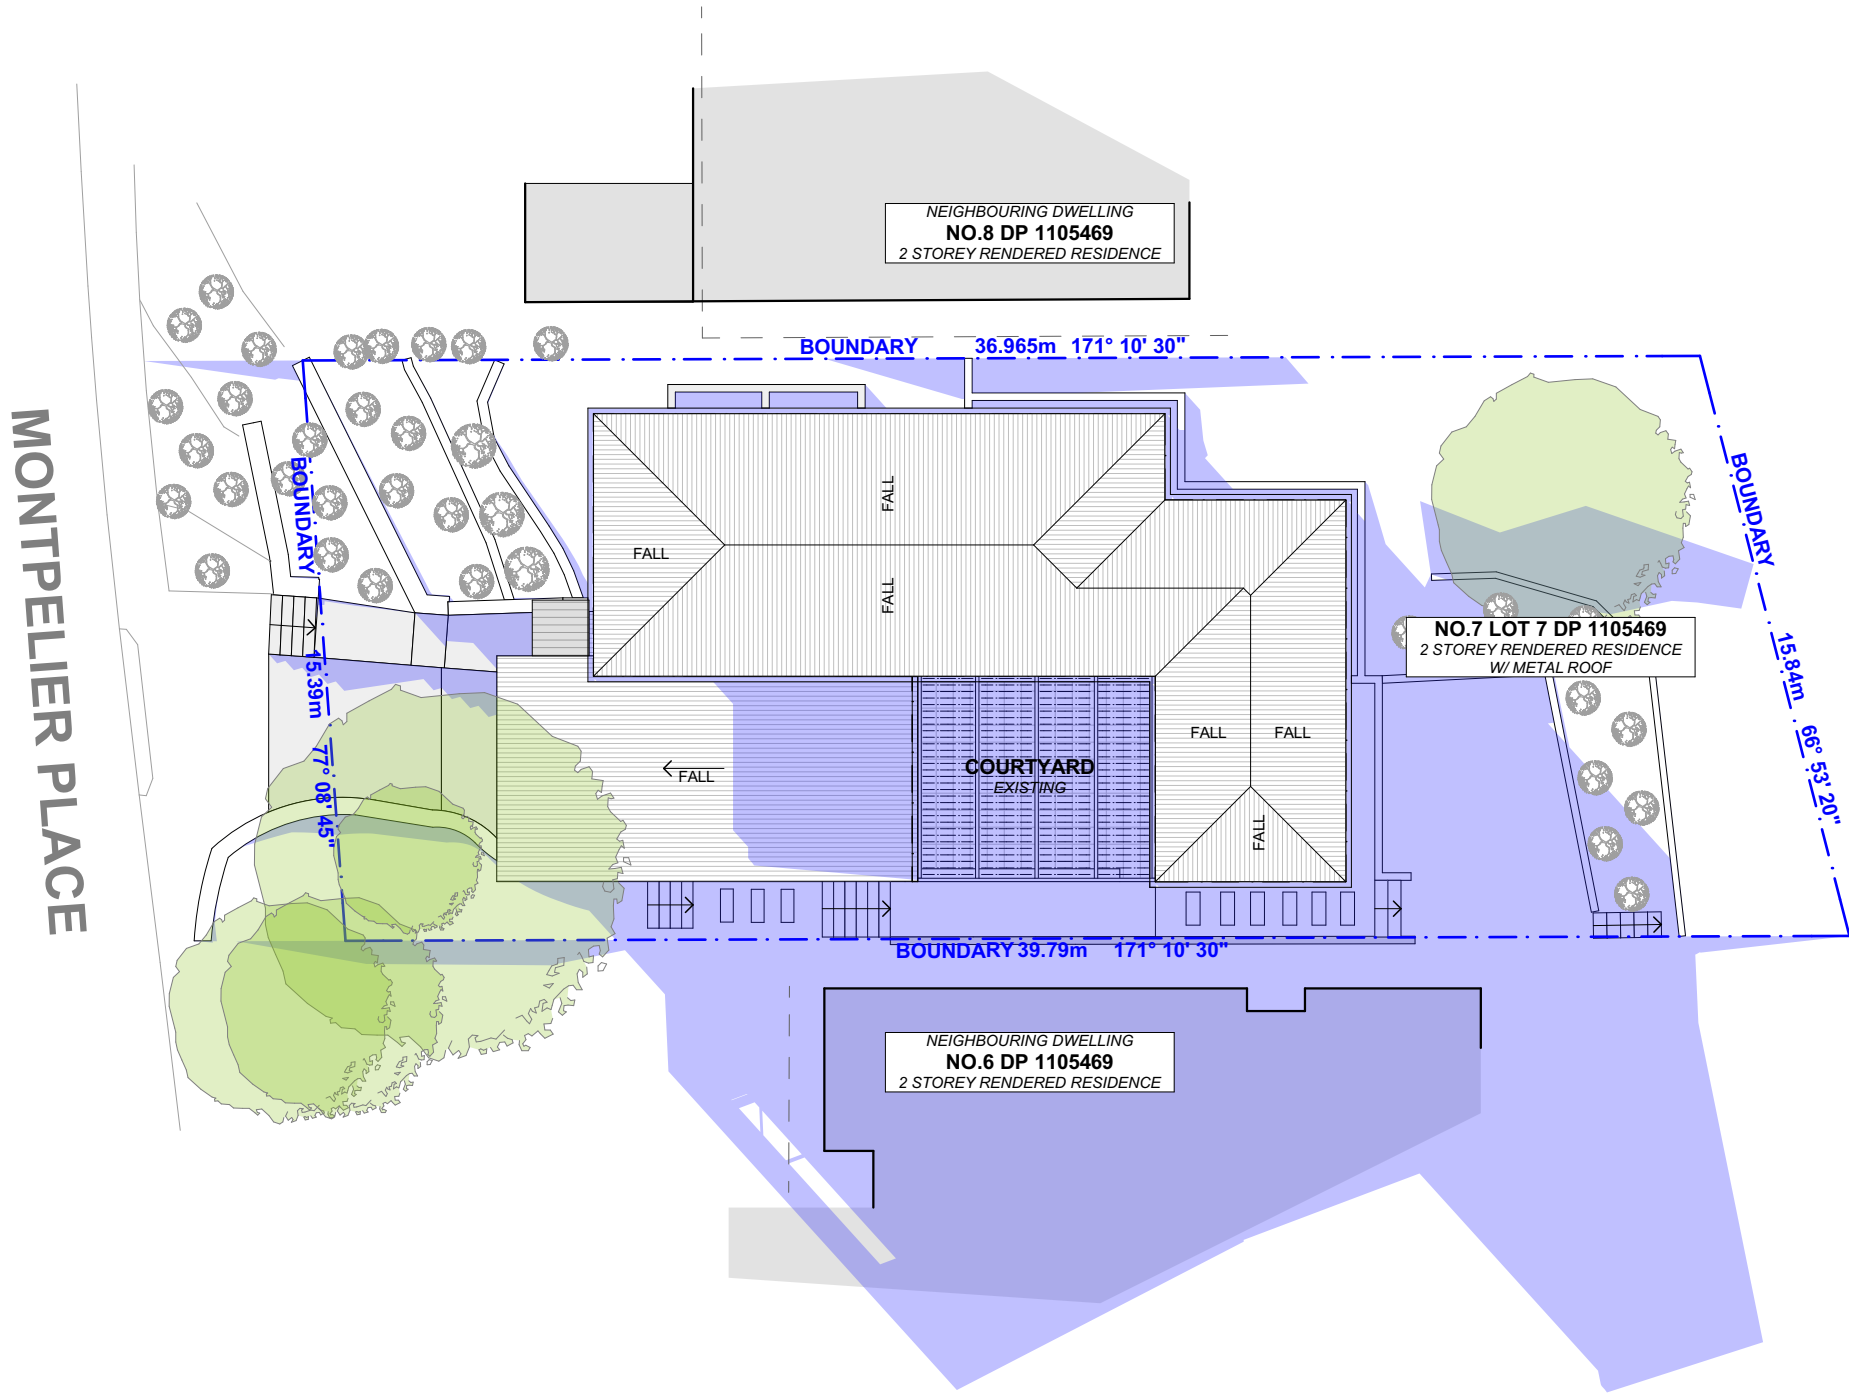 NEIGHBOURING DWELLING
NO.8 DP 1105469
2 STOREY RENDERED RESIDENCE
BOUNDARY 36.965m 171° 10' 30"
MONTPELIER PLACE
BOUNDARY 15.39m 77° 08' 45"
FALL
FALL
FALL
BOUNDARY 15.84m 66° 53' 20"
NO.7 LOT 7 DP 1105469
2 STOREY RENDERED RESIDENCE
W/ METAL ROOF
FALL
COURTYARD
EXISTING
FALL
FALL
FALL
BOUNDARY 39.79m 171° 10' 30"
NEIGHBOURING DWELLING
NO.6 DP 1105469
2 STOREY RENDERED RESIDENCE